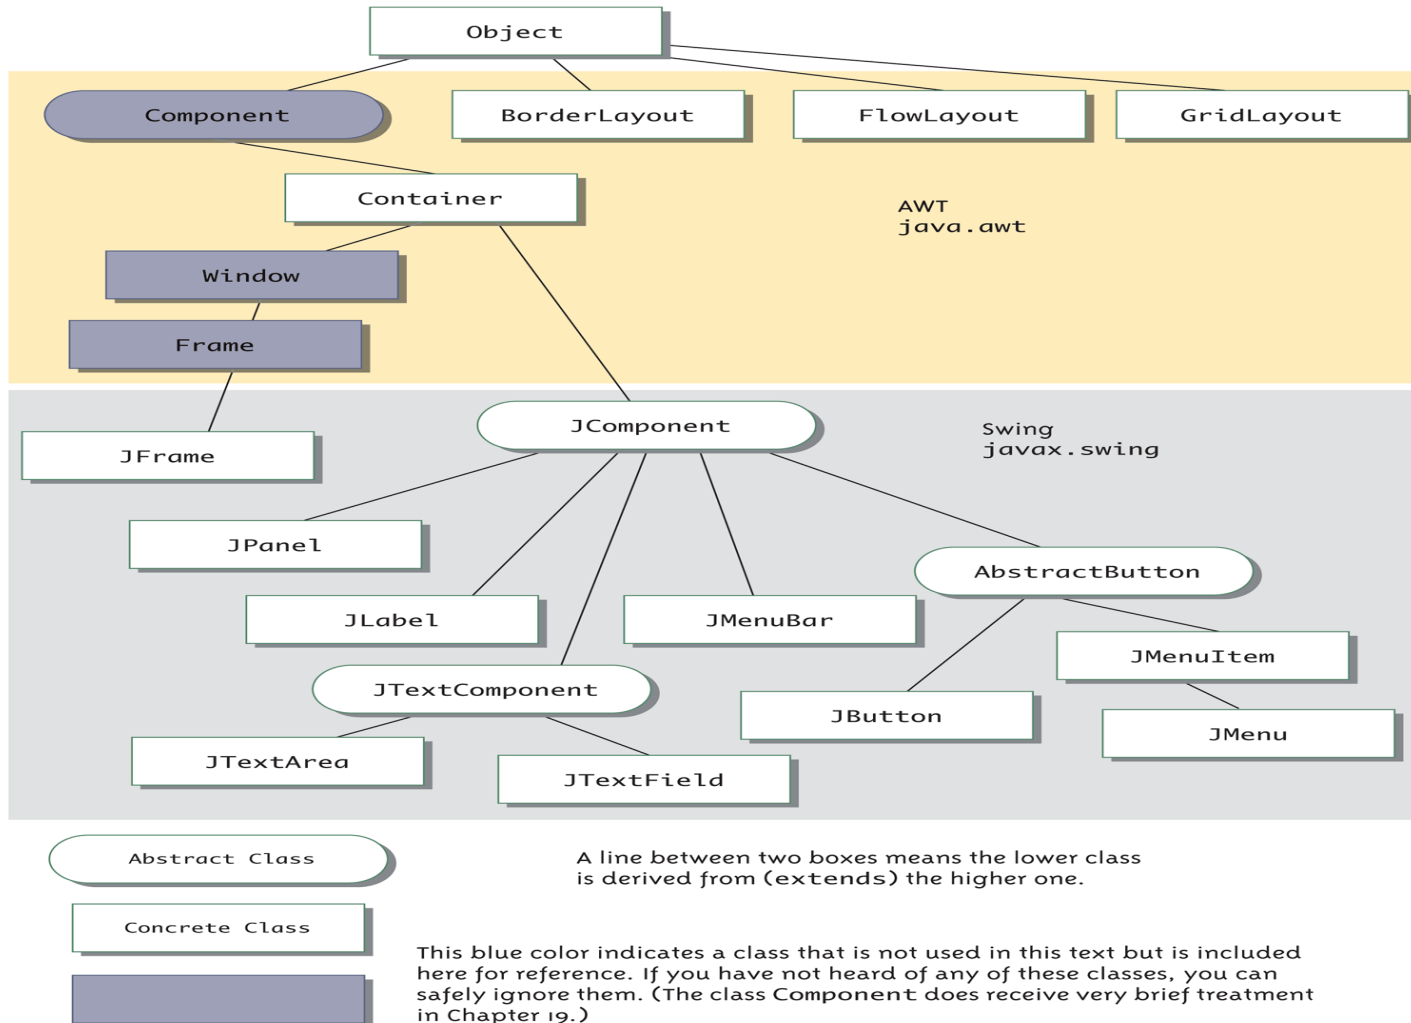 Object
Component
BorderLayout
FlowLayout
GridLayout
Container
AWT
java.awt
Window
Frame
JComponent
Swing
javax.swing
JFrame
JPanel
AbstractButton
JLabel
JMenuBar
JMenuItem
JTextComponent
JButton
JMenu
JTextArea
JTextField
Abstract Class
A line between two boxes means the lower class
is derived from (extends) the higher one.
Concrete Class
This blue color indicates a class that is not used in this text but is included
here for reference. If you have not heard of any of these classes, you can
safely ignore them. (The class Component does receive very brief treatment
in Chapter 19.)